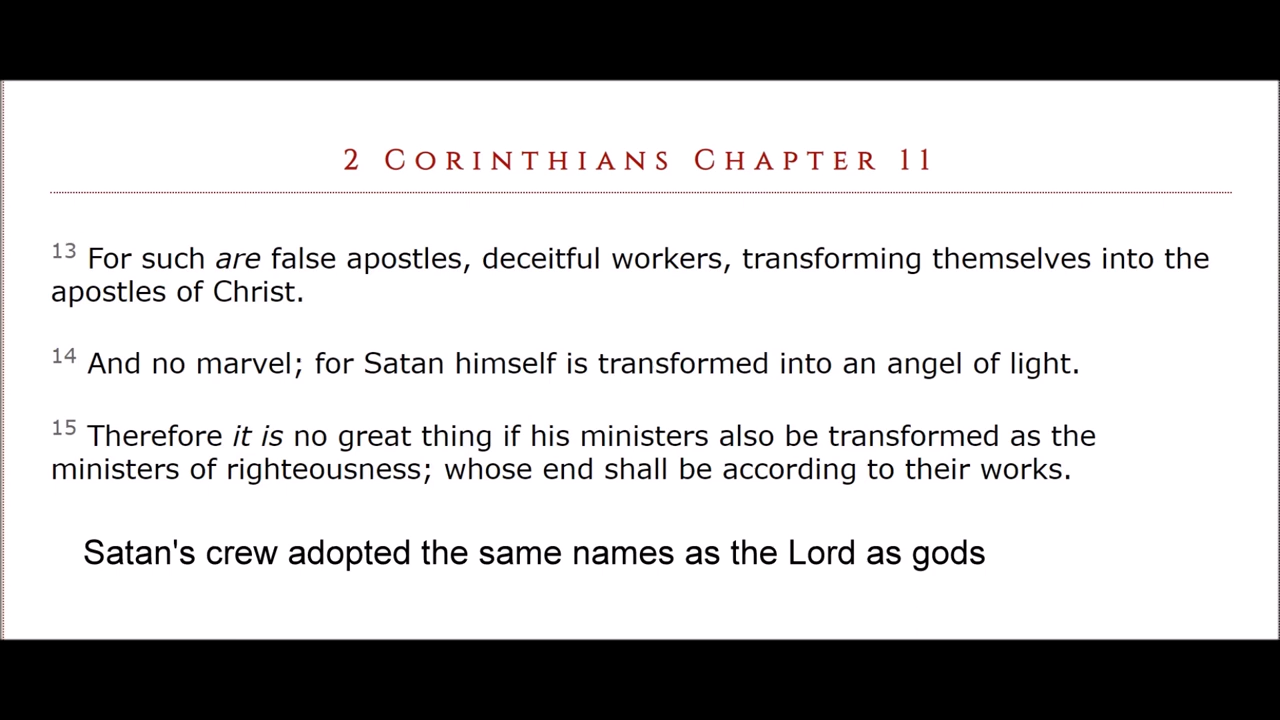 2 Corinthians Chapter 11
13 For such are false apostles, deceitful workers, transforming themselves into the
apostles of Christ.
14 And no marvel; for Satan himself is transformed into an angel of light.
15 Therefore it is no great thing if his ministers also be transformed as the
ministers of righteousness; whose end shall be according to their works.
Satan's crew adopted the same names as the Lord as gods